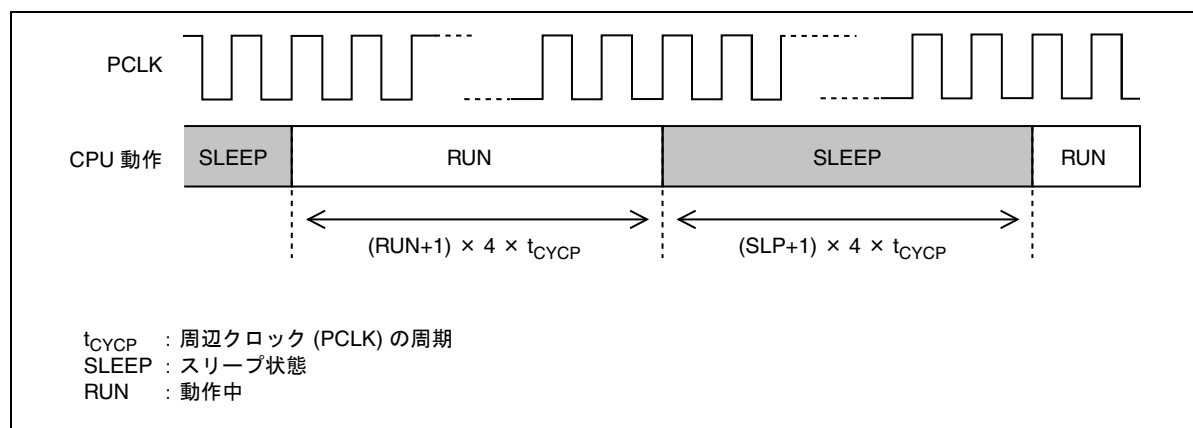 PCLK
CPU 動作 SLEEP RUN SLEEP RUN
(RUN+1) × 4 × tCYCP (SLP+1) × 4 × tCYCP
tCYCP : 周辺クロック (PCLK) の周期
SLEEP : スリープ状態
RUN : 動作中